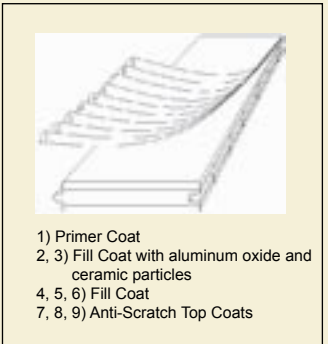 1) Primer Coat
2, 3) Fill Coat with aluminum oxide and
ceramic particles
4, 5, 6) Fill Coat
7, 8, 9) Anti-Scratch Top Coats